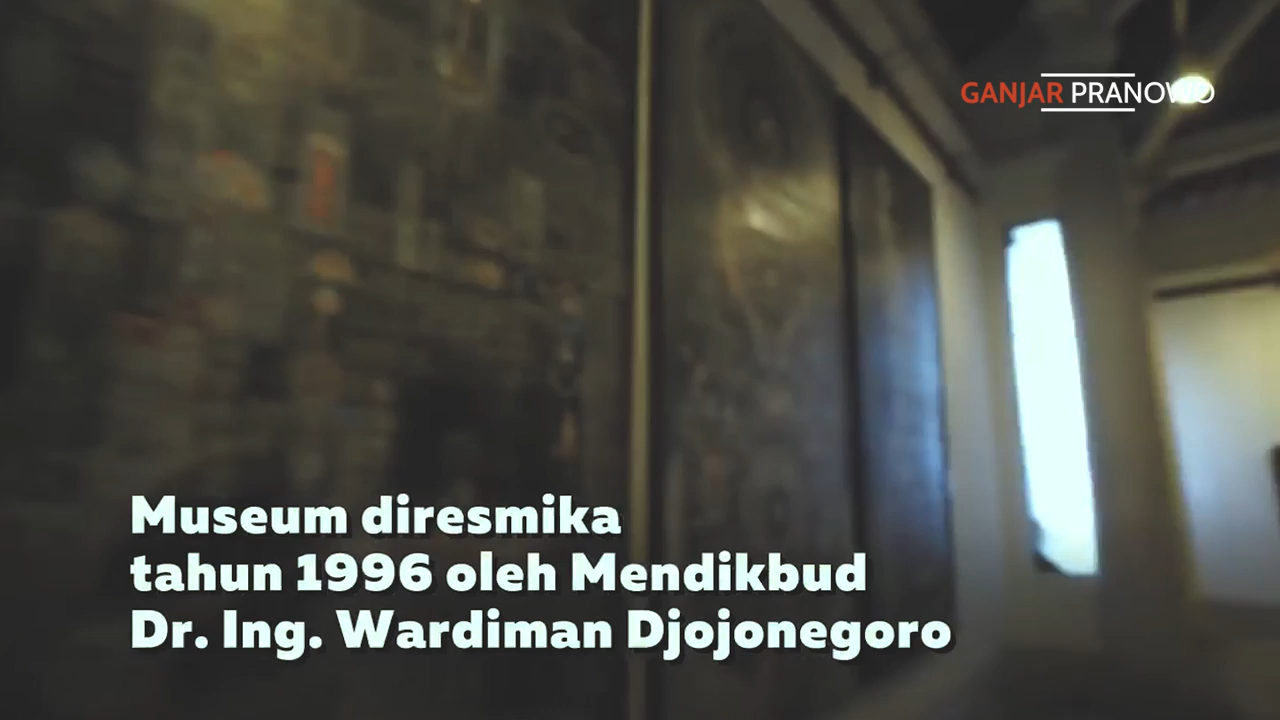 GANJAR PRANOWO
Museum diresmika
tahun 1996 oleh Mendikbud
Dr. Ing. Wardiman Djojonegoro